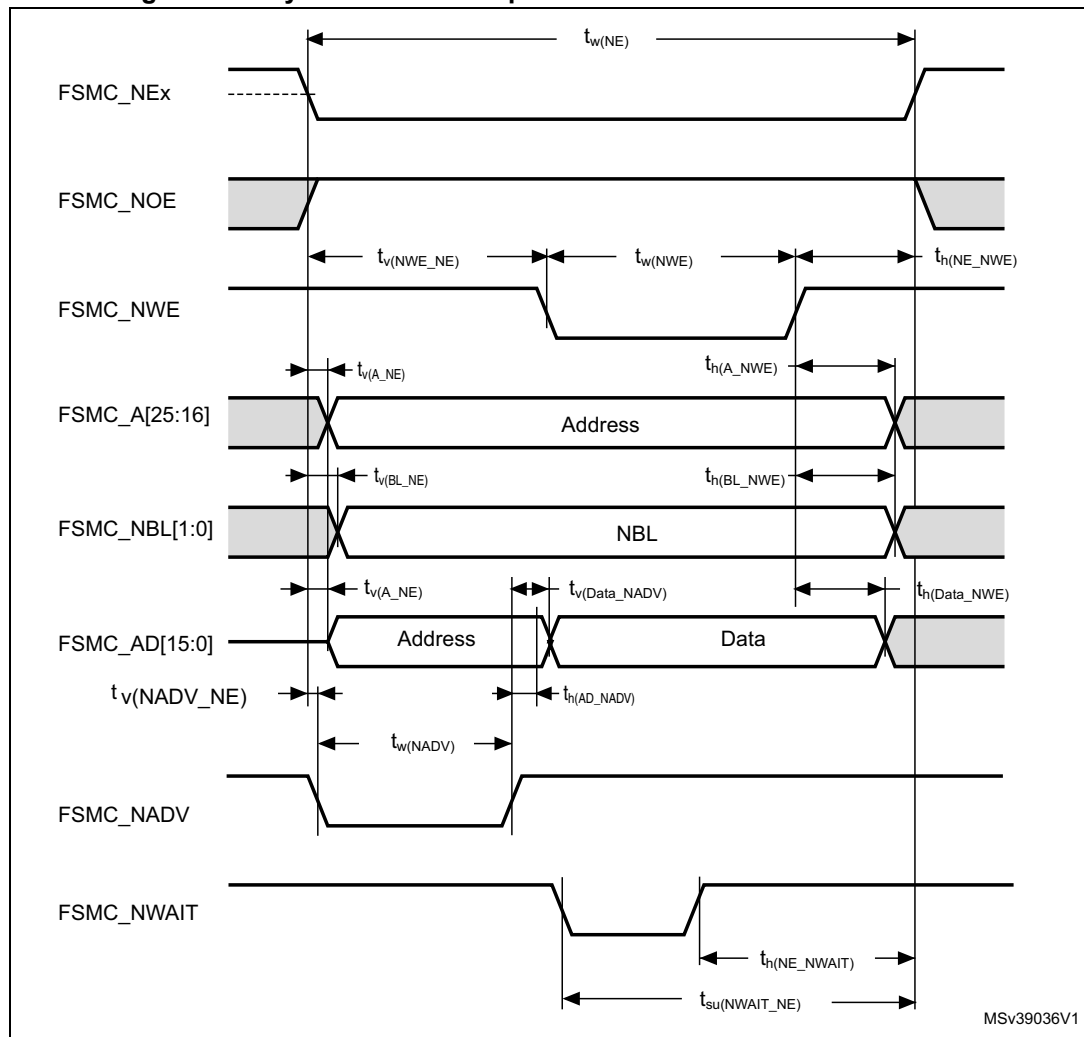 tw(NE)
FSMC_NEx
FSMC_NOE
tv(NWE_NE) tw(NWE) th(NE_NWE)
FSMC_NWE
tv(A_NE) th(A_NWE)
FSMC_A[25:16] Address
tv(BL_NE) th(BL_NWE)
FSMC_NBL[1:0] NBL
tv(A_NE) tv(Data_NADV) th(Data_NWE)
FSMC_AD[15:0] Address Data
tv(NADV_NE) th(AD_NADV)
tw(NADV)
FSMC_NADV
FSMC_NWAIT
th(NE_NWAIT)
tsu(NWAIT_NE)
MSv39036V1